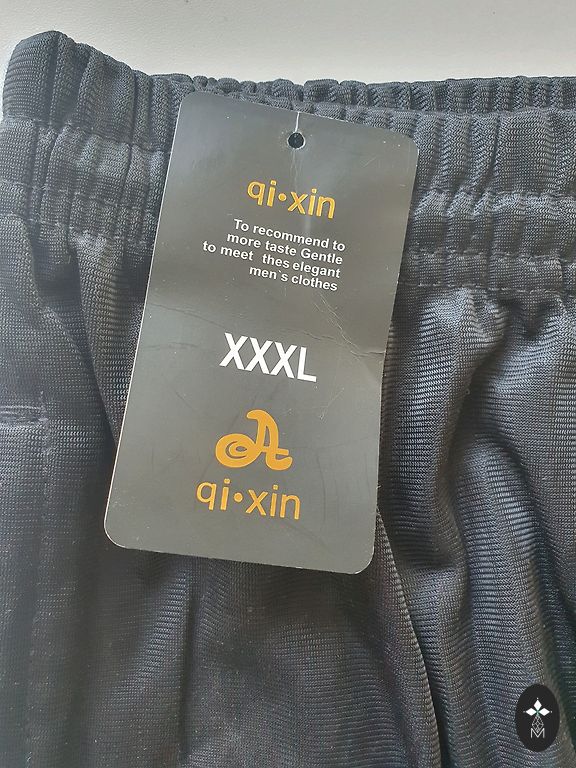 qi•xin
To recommend to
more taste Gentle
to meet thes elegant
men's clothes
XXXL
qi•xin
M